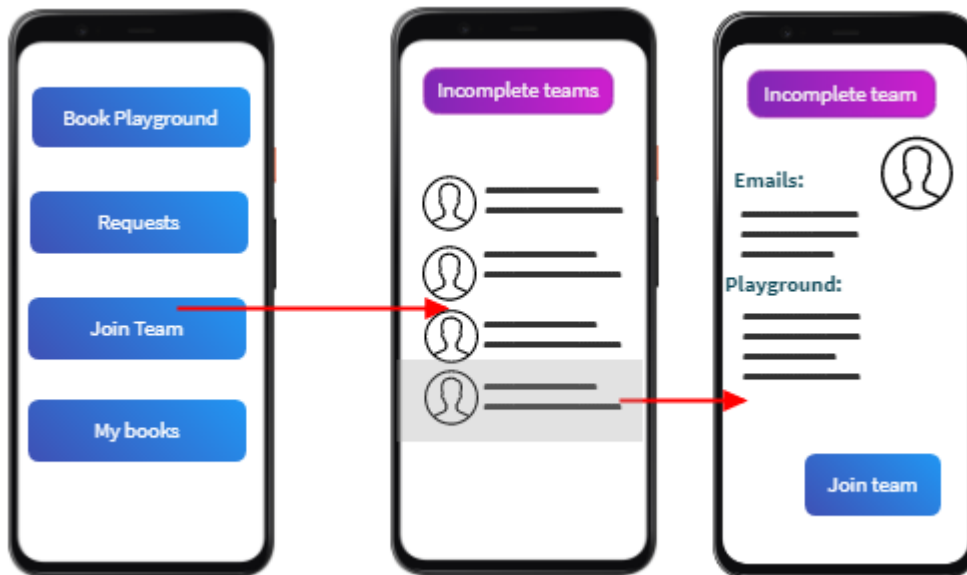 Book Playground
Requests
Join Team
My books
Incomplete teams
Incomplete team
Emails:
Playground:
Join team